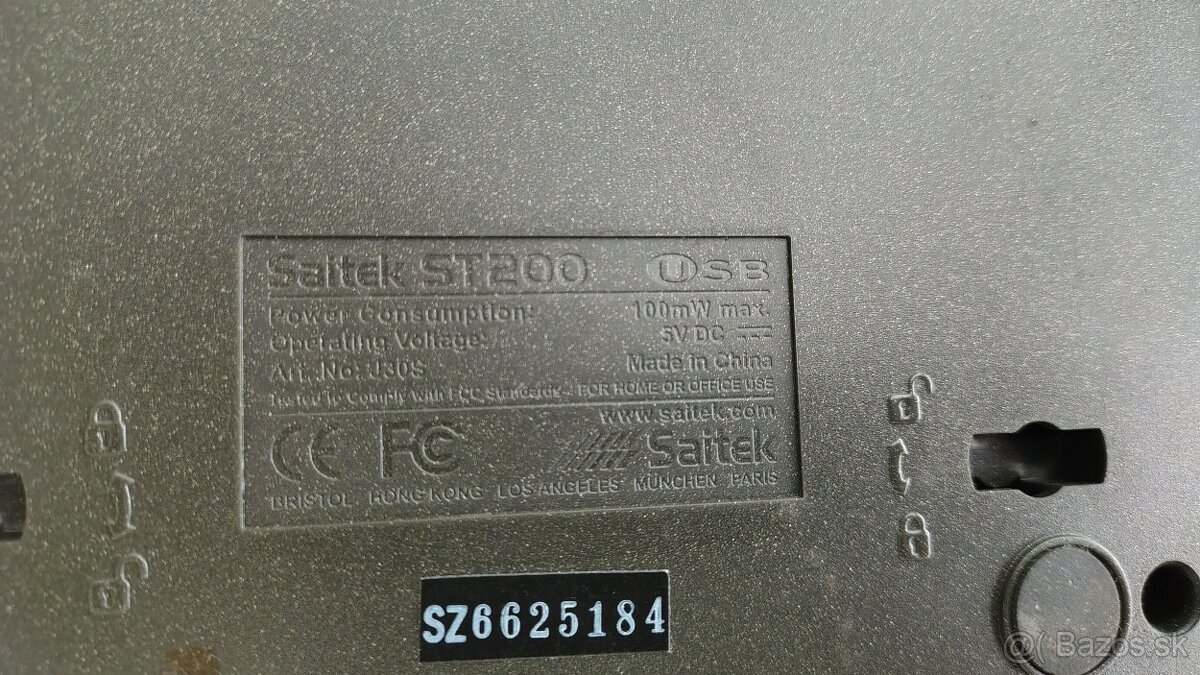 Saitek ST200 USB
Power Consumption: 100mW max.
Operating Voltage: 5V DC
Art. No: J30S Made in China
Tested to Comply with FCC Standards - FOR HOME OR OFFICE USE
www.saitek.com
CE FC Saitek
BRISTOL HONG KONG LOS ANGELES MÜNCHEN PARIS
SZ6625184
@( Bazos.sk